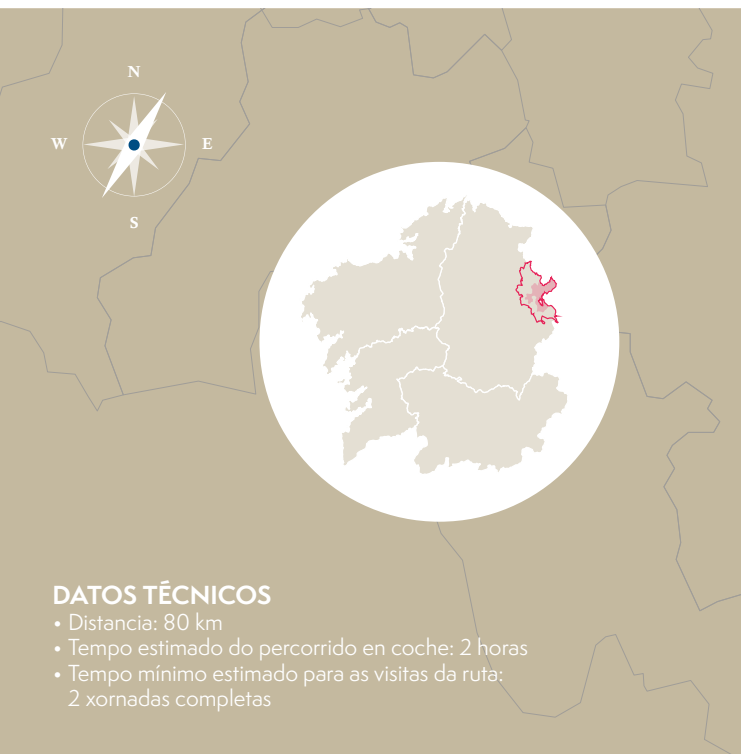 N
W E
S
DATOS TÉCNICOS
• Distancia: 80 km
• Tempo estimado do percorrido en coche: 2 horas
• Tempo mínimo estimado para as visitas da ruta:
2 xornadas completas